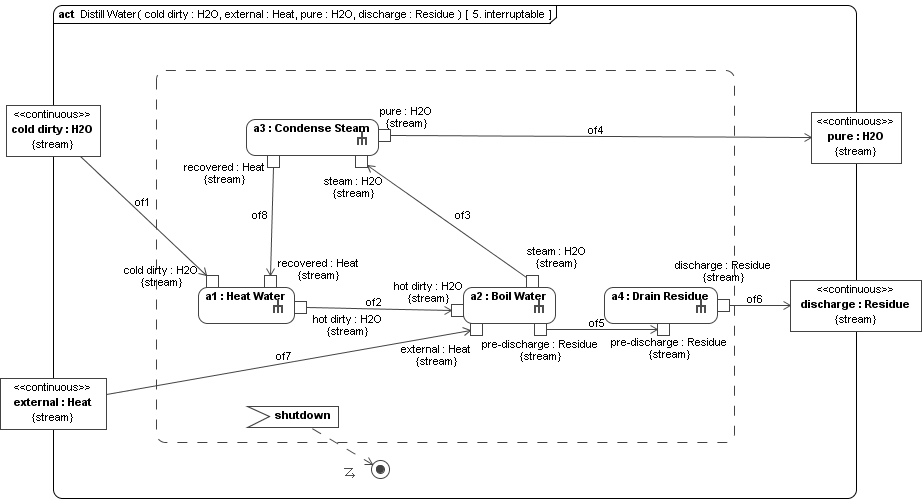 act Distill Water ( cold dirty : H2O, external : Heat, pure : H2O, discharge : Residue ) [ 5. interruptable ]
<<continuous>>
cold dirty : H2O
{stream}
pure : H2O
{stream}
a3 : Condense Steam
of4
<<continuous>>
pure : H2O
{stream}
recovered : Heat
{stream}
steam : H2O
{stream}
of1
of8
of3
cold dirty : H2O
{stream}
recovered : Heat
{stream}
steam : H2O
{stream}
discharge : Residue
{stream}
a1 : Heat Water
of2
hot dirty : H2O
{stream}
hot dirty : H2O
{stream}
a2 : Boil Water
a4 : Drain Residue
of6
<<continuous>>
discharge : Residue
{stream}
of7
external : Heat
{stream}
pre-discharge : Residue
{stream}
of5
pre-discharge : Residue
{stream}
<<continuous>>
external : Heat
{stream}
shutdown